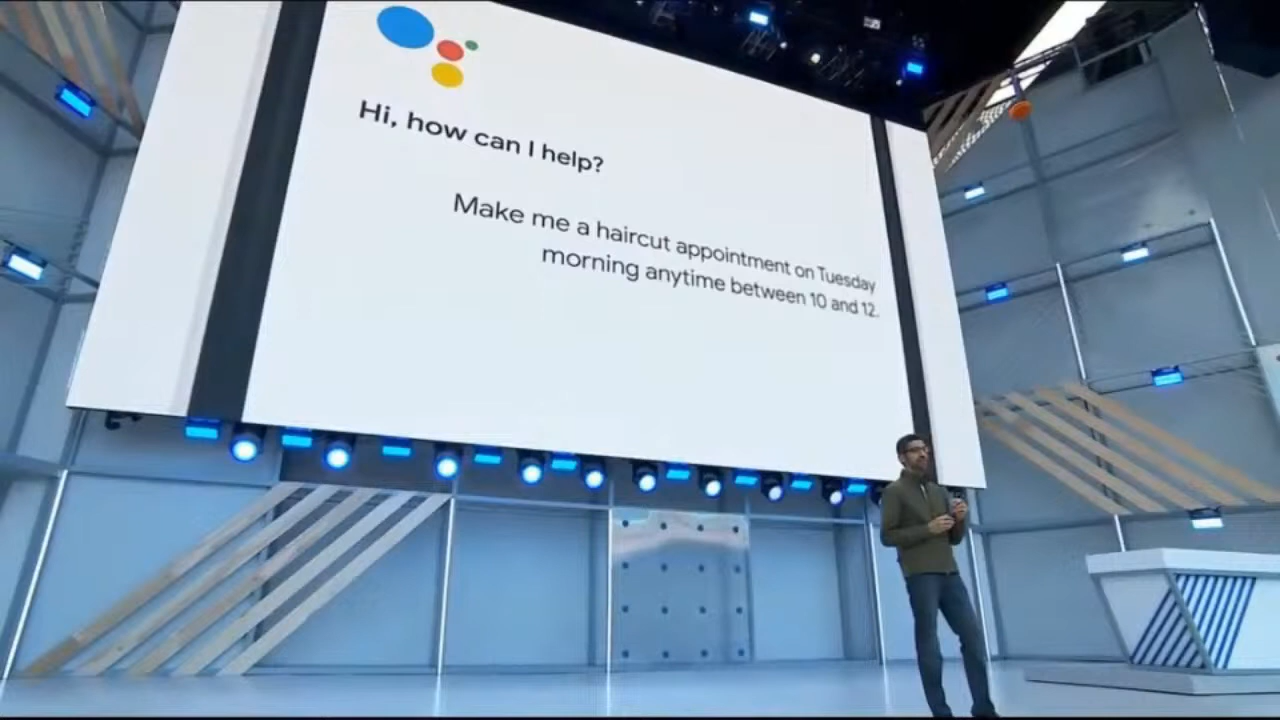 Hi, how can I help?
Make me a haircut appointment on Tuesday
morning anytime between 10 and 12.